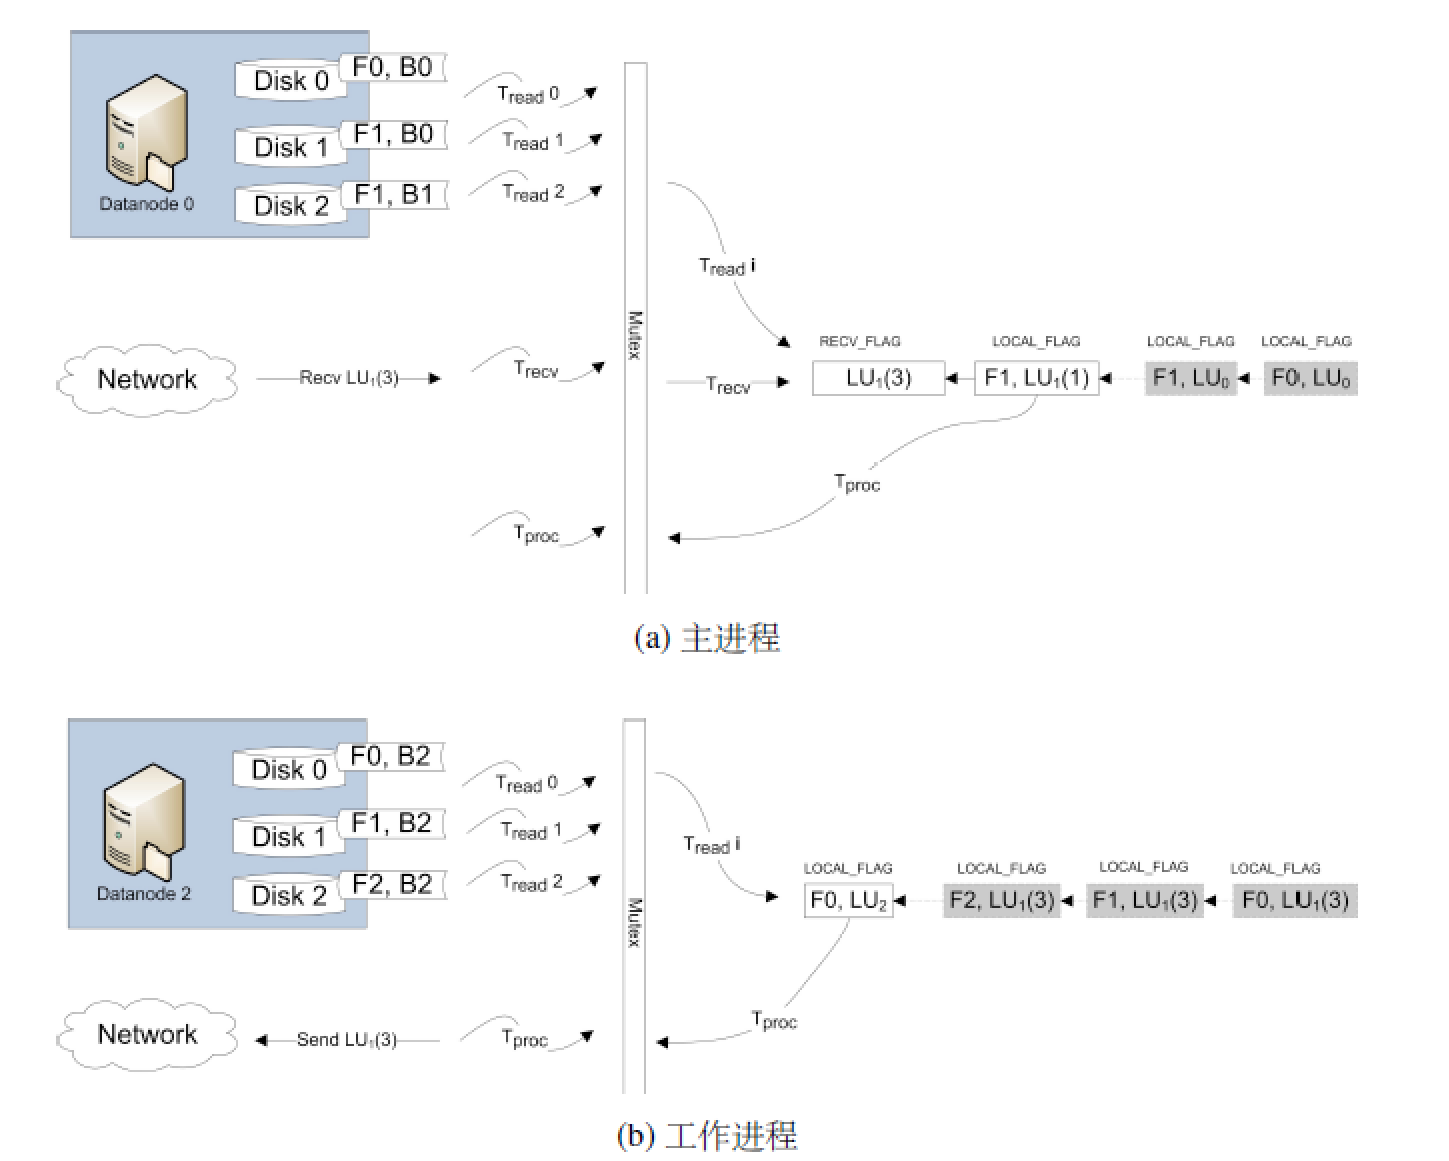 Disk 0 F0, B0
Tread 0
Disk 1 F1, B0
Tread 1
Disk 2 F1, B1
Tread 2
Datanode 0
Tread i
Mutex
RECV_FLAG LOCAL_FLAG LOCAL_FLAG LOCAL_FLAG
Network Recv LU₁(3) Trecv Trecv LU₁(3) F1, LU₁(1) F1, LU₀ F0, LU₀
Tproc
Tproc
(a) 主进程
Disk 0 F0, B2
Tread 0
Disk 1 F1, B2
Tread 1
Disk 2 F2, B2
Tread 2
Datanode 2
Tread i
Mutex
LOCAL_FLAG LOCAL_FLAG LOCAL_FLAG LOCAL_FLAG
F0, LU₂ F2, LU₁(3) F1, LU₁(3) F0, LU₁(3)
Network Send LU₁(3) Tproc
Tproc
(b) 工作进程